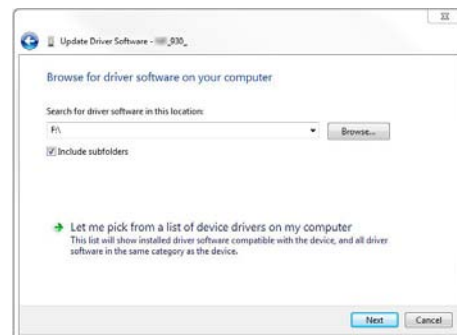 Update Driver Software - _930_
Browse for driver software on your computer
Search for driver software in this location:
F:\
Browse...
Include subfolders
Let me pick from a list of device drivers on my computer
This list will show installed driver software compatible with the device, and all driver
software in the same category as the device.
Next
Cancel